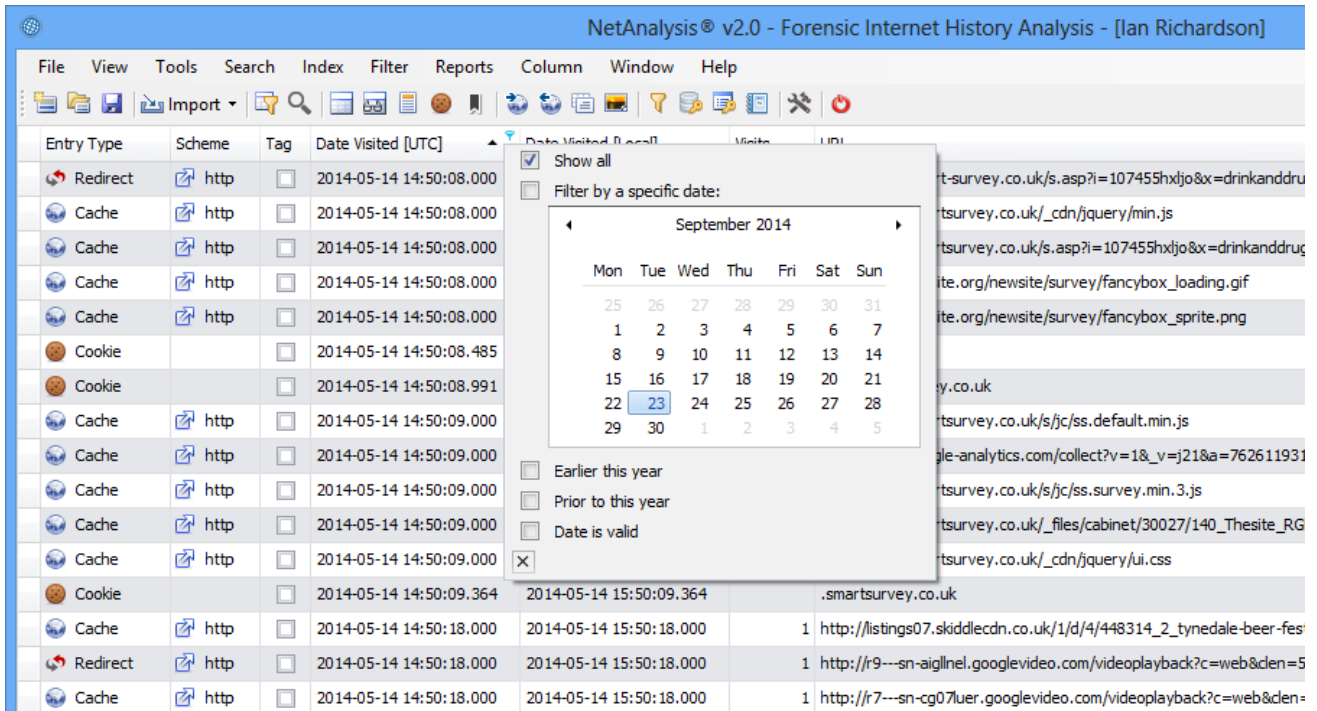 NetAnalysis® v2.0 - Forensic Internet History Analysis - [Ian Richardson]
File View Tools Search Index Filter Reports Column Window Help
Import
Entry Type Scheme Tag Date Visited [UTC] Date Visited [Local] Visits URL
Redirect http 2014-05-14 14:50:08.000 t-survey.co.uk/s.asp?i=107455hxljo&x=drinkanddru
Cache http 2014-05-14 14:50:08.000 rtsurvey.co.uk/_cdn/jquery/min.js
Cache http 2014-05-14 14:50:08.000 rtsurvey.co.uk/s.asp?i=107455hxljo&x=drinkanddrug
Cache http 2014-05-14 14:50:08.000 ite.org/newsite/survey/fancybox_loading.gif
Cache http 2014-05-14 14:50:08.000 ite.org/newsite/survey/fancybox_sprite.png
Cookie 2014-05-14 14:50:08.485
Cookie 2014-05-14 14:50:08.991 y.co.uk
Cache http 2014-05-14 14:50:09.000 rtsurvey.co.uk/s/jc/ss.default.min.js
Cache http 2014-05-14 14:50:09.000 gle-analytics.com/collect?v=1&_v=j21&a=762611931
Cache http 2014-05-14 14:50:09.000 rtsurvey.co.uk/s/jc/ss.survey.min.3.js
Cache http 2014-05-14 14:50:09.000 rtsurvey.co.uk/_files/cabinet/30027/140_Thesite_RG
Cache http 2014-05-14 14:50:09.000 rtsurvey.co.uk/_cdn/jquery/ui.css
Cookie 2014-05-14 14:50:09.364 2014-05-14 15:50:09.364 .smartsurvey.co.uk
Cache http 2014-05-14 14:50:18.000 2014-05-14 15:50:18.000 1 http://listings07.skiddlecdn.co.uk/1/d/4/448314_2_tynedale-beer-fest
Redirect http 2014-05-14 14:50:18.000 2014-05-14 15:50:18.000 1 http://r9---sn-aigllnel.googlevideo.com/videoplayback?c=web&clen=5
Cache http 2014-05-14 14:50:18.000 2014-05-14 15:50:18.000 1 http://r7---sn-cg07luer.googlevideo.com/videoplayback?c=web&clen=
Show all
Filter by a specific date:
September 2014
Mon Tue Wed Thu Fri Sat Sun
25 26 27 28 29 30 31
1 2 3 4 5 6 7
8 9 10 11 12 13 14
15 16 17 18 19 20 21
22 23 24 25 26 27 28
29 30 1 2 3 4 5
Earlier this year
Prior to this year
Date is valid